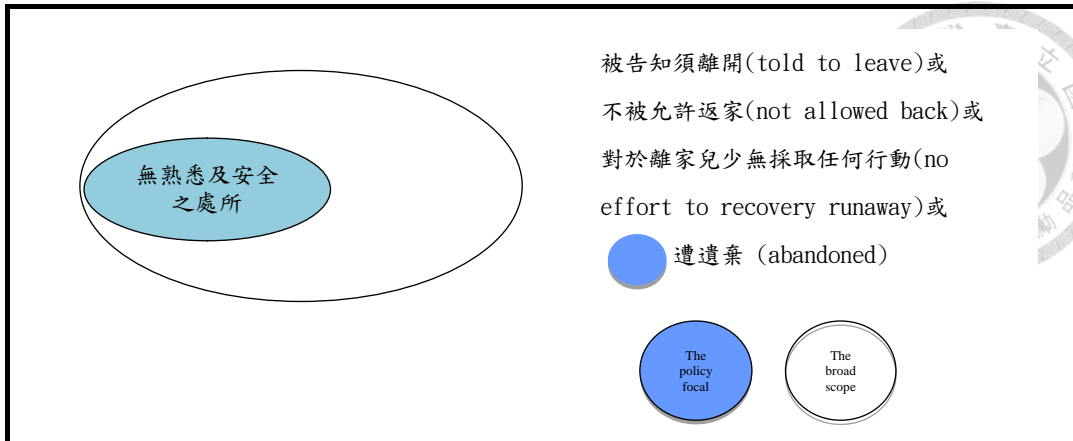 無熟悉及安全
之處所
被告知須離開(told to leave)或
不被允許返家(not allowed back)或
對於離家兒少無採取任何行動(no
effort to recovery runaway)或
遭遺棄 (abandoned)
The
policy
focal
The
broad
scope